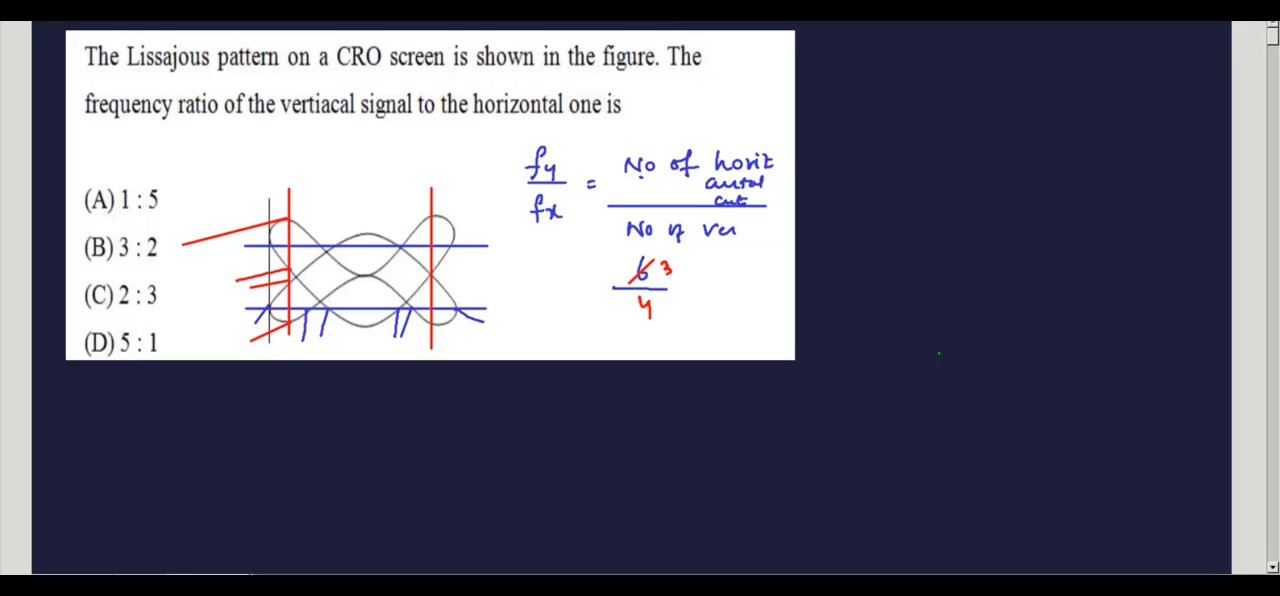 The Lissajous pattern on a CRO screen is shown in the figure. The
frequency ratio of the vertiacal signal to the horizontal one is
(A) 1 : 5
(B) 3 : 2
(C) 2 : 3
(D) 5 : 1
fy
fx
=
No of horiz
ontal
cut
No of ver
6 3
4